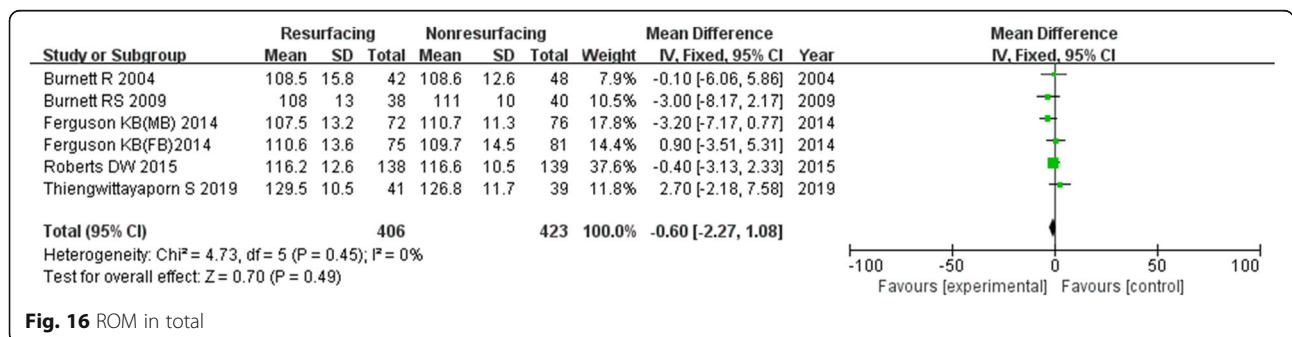 Resurfacing Nonresurfacing Mean Difference Mean Difference
Study or Subgroup Mean SD Total Mean SD Total Weight IV, Fixed, 95% CI Year IV, Fixed, 95% CI
Burnett R 2004 108.5 15.8 42 108.6 12.6 48 7.9% -0.10 [-6.06, 5.86] 2004
Burnett RS 2009 108 13 38 111 10 40 10.5% -3.00 [-8.17, 2.17] 2009
Ferguson KB(MB) 2014 107.5 13.2 72 110.7 11.3 76 17.8% -3.20 [-7.17, 0.77] 2014
Ferguson KB(FB)2014 110.6 13.6 75 109.7 14.5 81 14.4% 0.90 [-3.51, 5.31] 2014
Roberts DW 2015 116.2 12.6 138 116.6 10.5 139 37.6% -0.40 [-3.13, 2.33] 2015
Thiengwittayaporn S 2019 129.5 10.5 41 126.8 11.7 39 11.8% 2.70 [-2.18, 7.58] 2019
Total (95% CI) 406 423 100.0% -0.60 [-2.27, 1.08]
Heterogeneity: Chi² = 4.73, df = 5 (P = 0.45); I² = 0%
Test for overall effect: Z = 0.70 (P = 0.49)
-100 -50 0 50 100
Favours [experimental] Favours [control]
Fig. 16 ROM in total